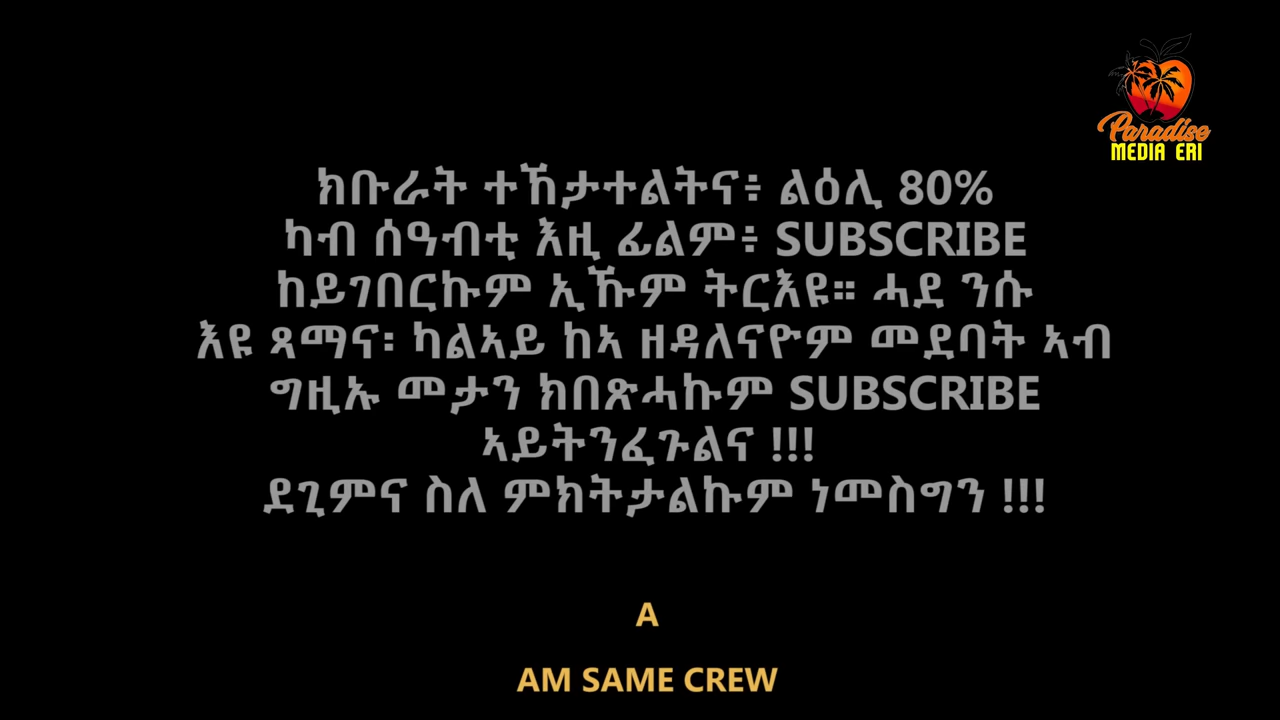 Paradise
MEDIA ERI
ክቡራት ተኸታተልትና፥ ልዕሊ 80%
ካብ ሰዓብቲ እዚ ፊልም፥ SUBSCRIBE
ከይገበርኩም ኢኹም ትርእዩ። ሓደ ንሱ
እዩ ጻማና፡ ካልኣይ ከኣ ዘዳለናዮም መደባት ኣብ
ግዚኡ መታን ክበጽሓኩም SUBSCRIBE
ኣይትንፈጉልና !!!
ደጊምና ስለ ምክትታልኩም ነመስግን !!!
A
AM SAME CREW